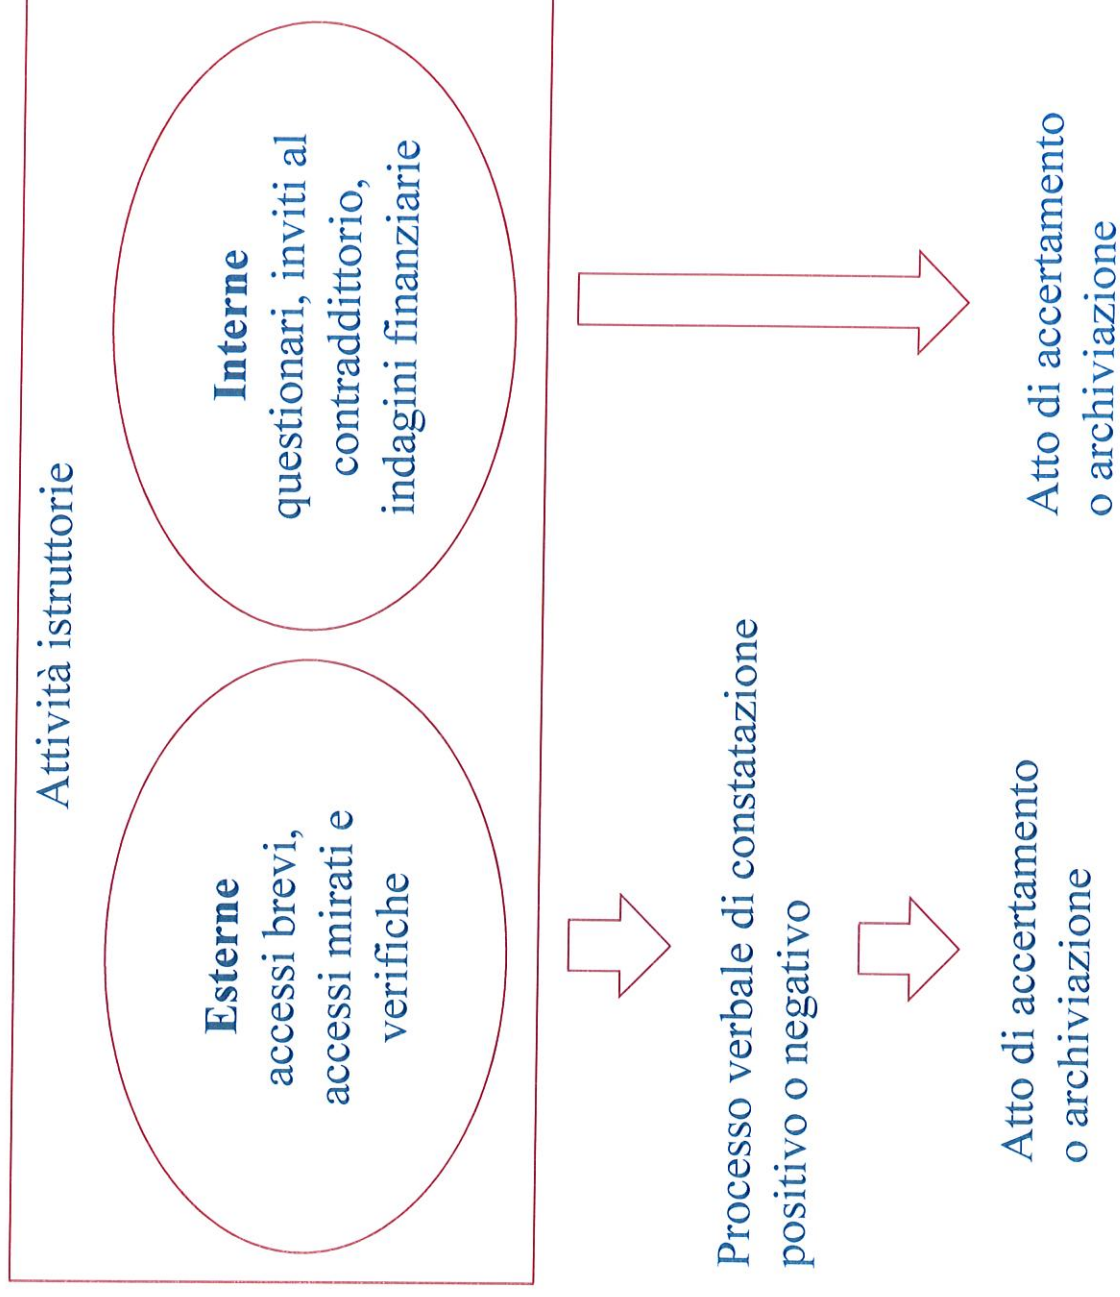 Attività istruttorie
Esterne
accessi brevi,
accessi mirati e
verifiche
Interne
questionari, inviti al
contraddittorio,
indagini finanziarie
Processo verbale di constatazione
positivo o negativo
Atto di accertamento
o archiviazione
Atto di accertamento
o archiviazione